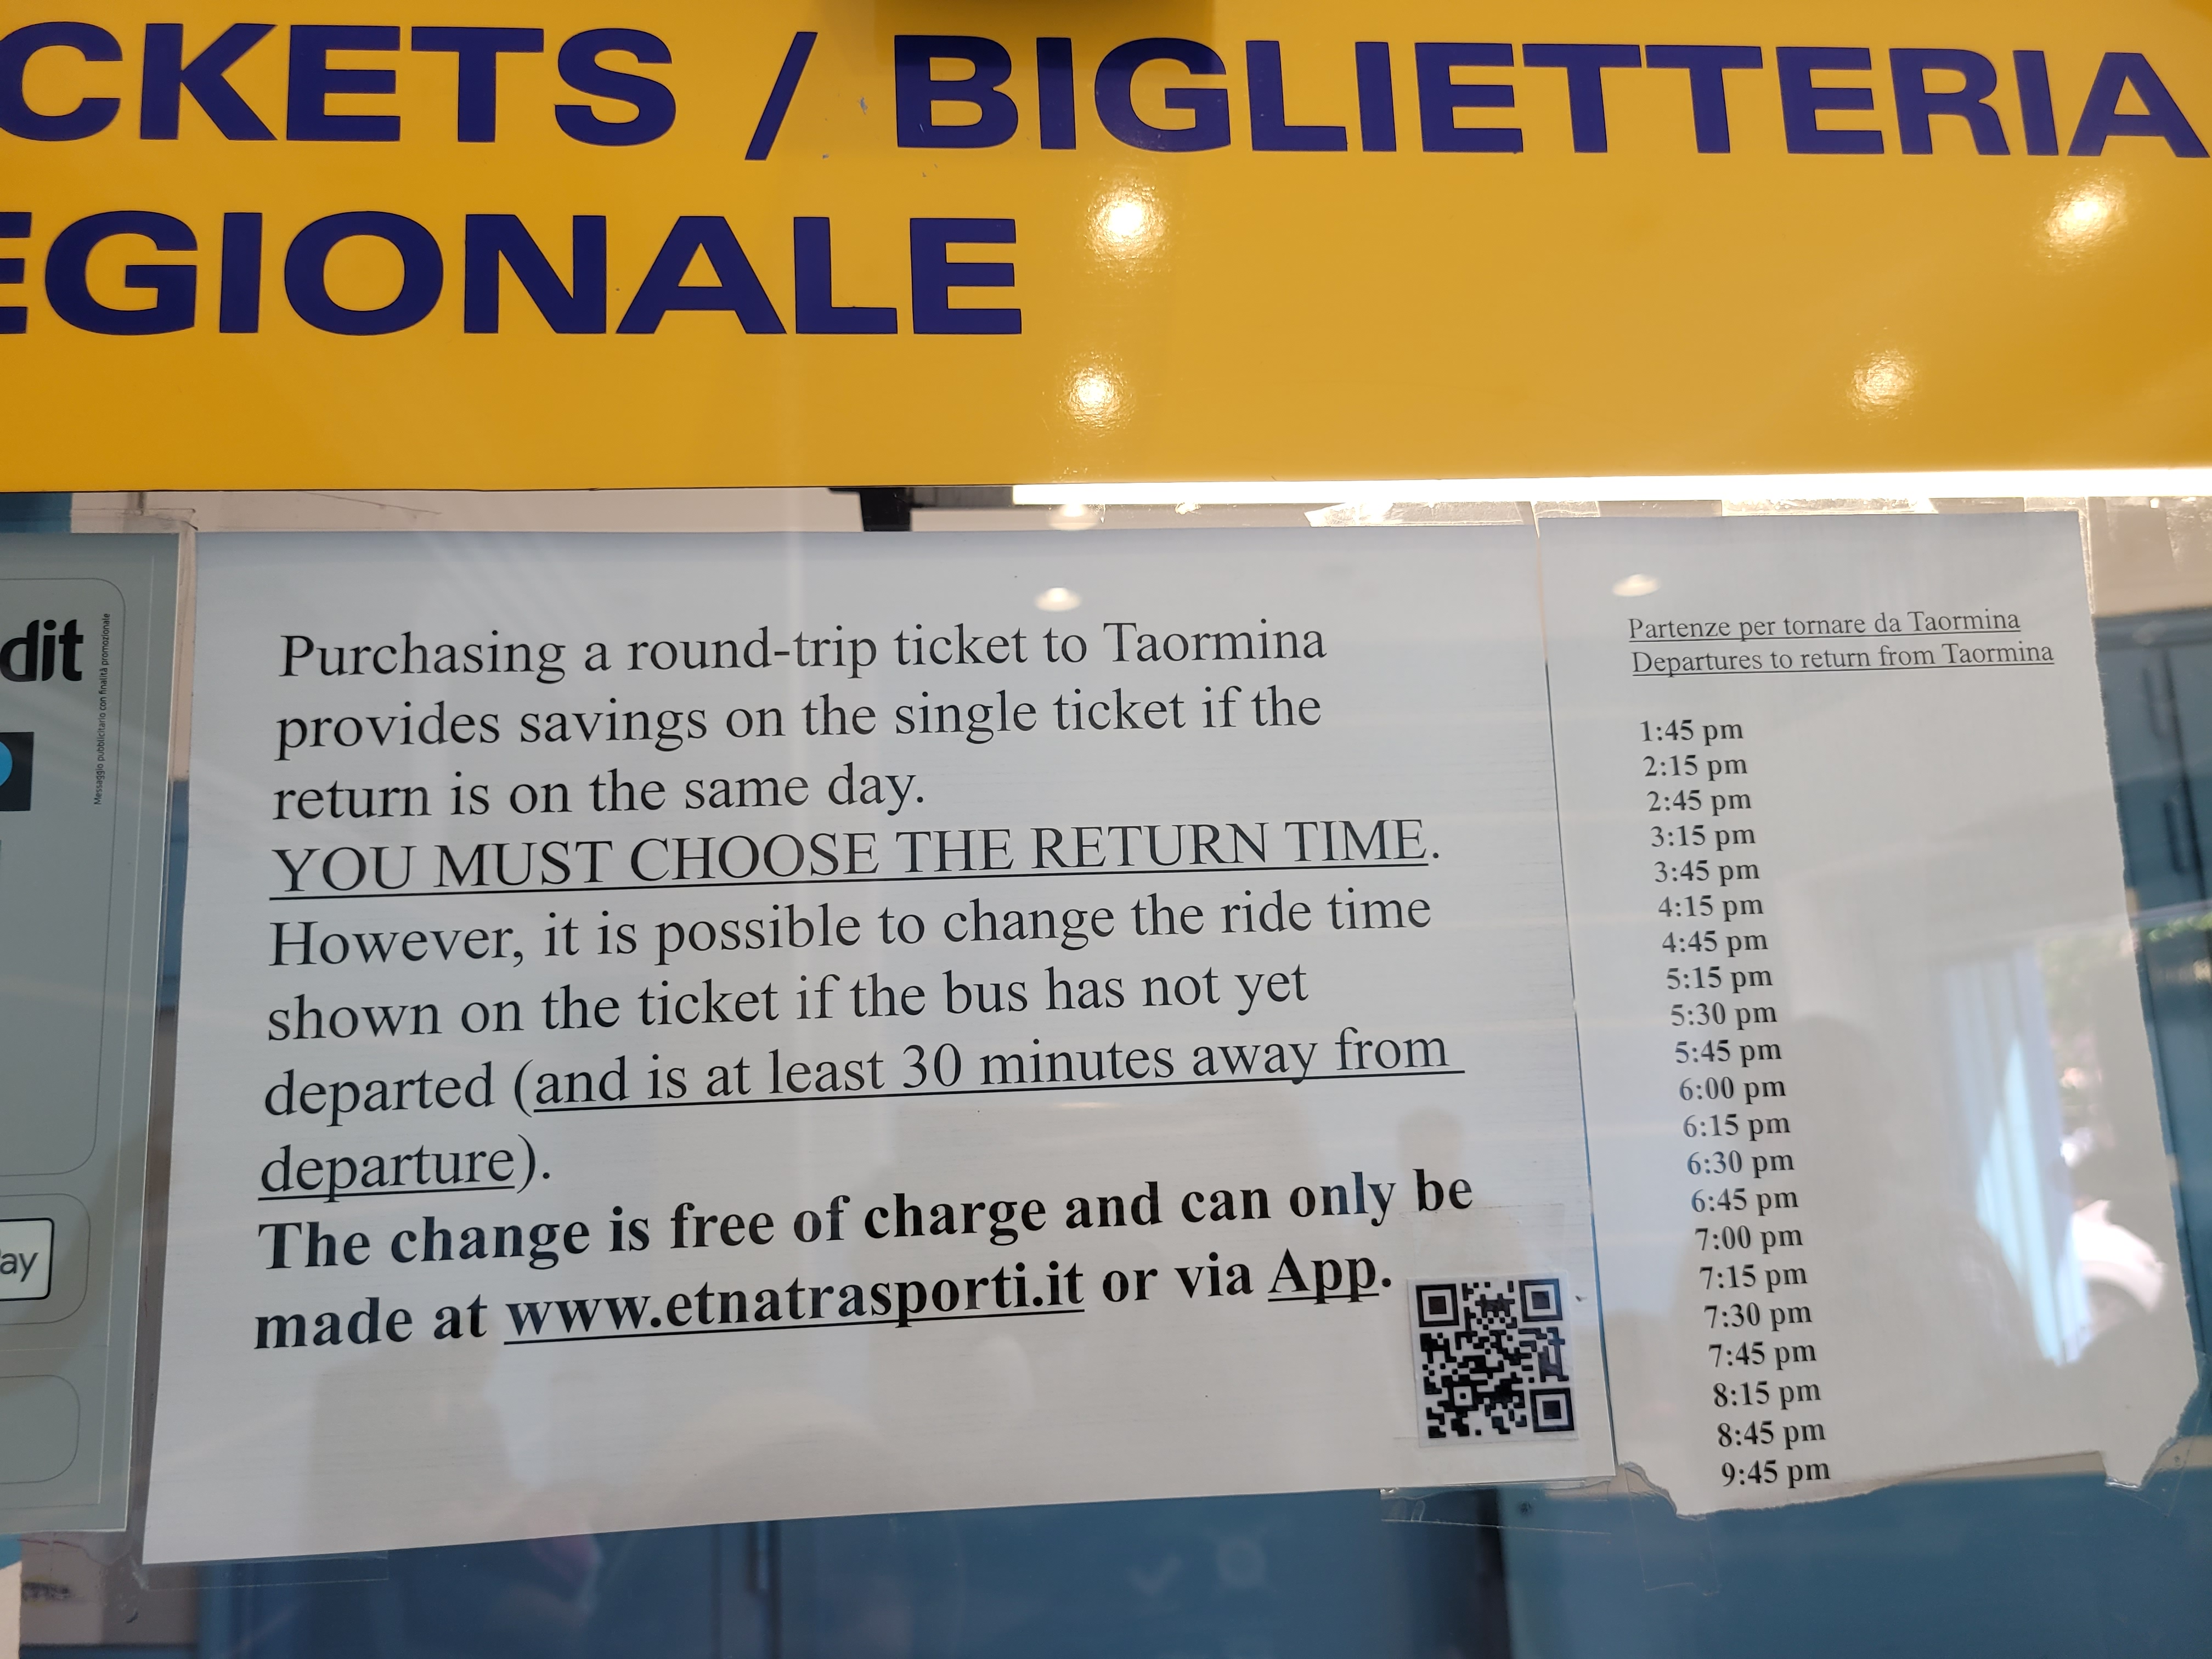 CKETS / BIGLIETTERIA
EGIONALE
dit
Messaggio pubblicitario con finalità promozionale
ay
Purchasing a round-trip ticket to Taormina
provides savings on the single ticket if the
return is on the same day.
YOU MUST CHOOSE THE RETURN TIME.
However, it is possible to change the ride time
shown on the ticket if the bus has not yet
departed (and is at least 30 minutes away from
departure).
The change is free of charge and can only be
made at www.etnatrasporti.it or via App.
Partenze per tornare da Taormina
Departures to return from Taormina
1:45 pm
2:15 pm
2:45 pm
3:15 pm
3:45 pm
4:15 pm
4:45 pm
5:15 pm
5:30 pm
5:45 pm
6:00 pm
6:15 pm
6:30 pm
6:45 pm
7:00 pm
7:15 pm
7:30 pm
7:45 pm
8:15 pm
8:45 pm
9:45 pm